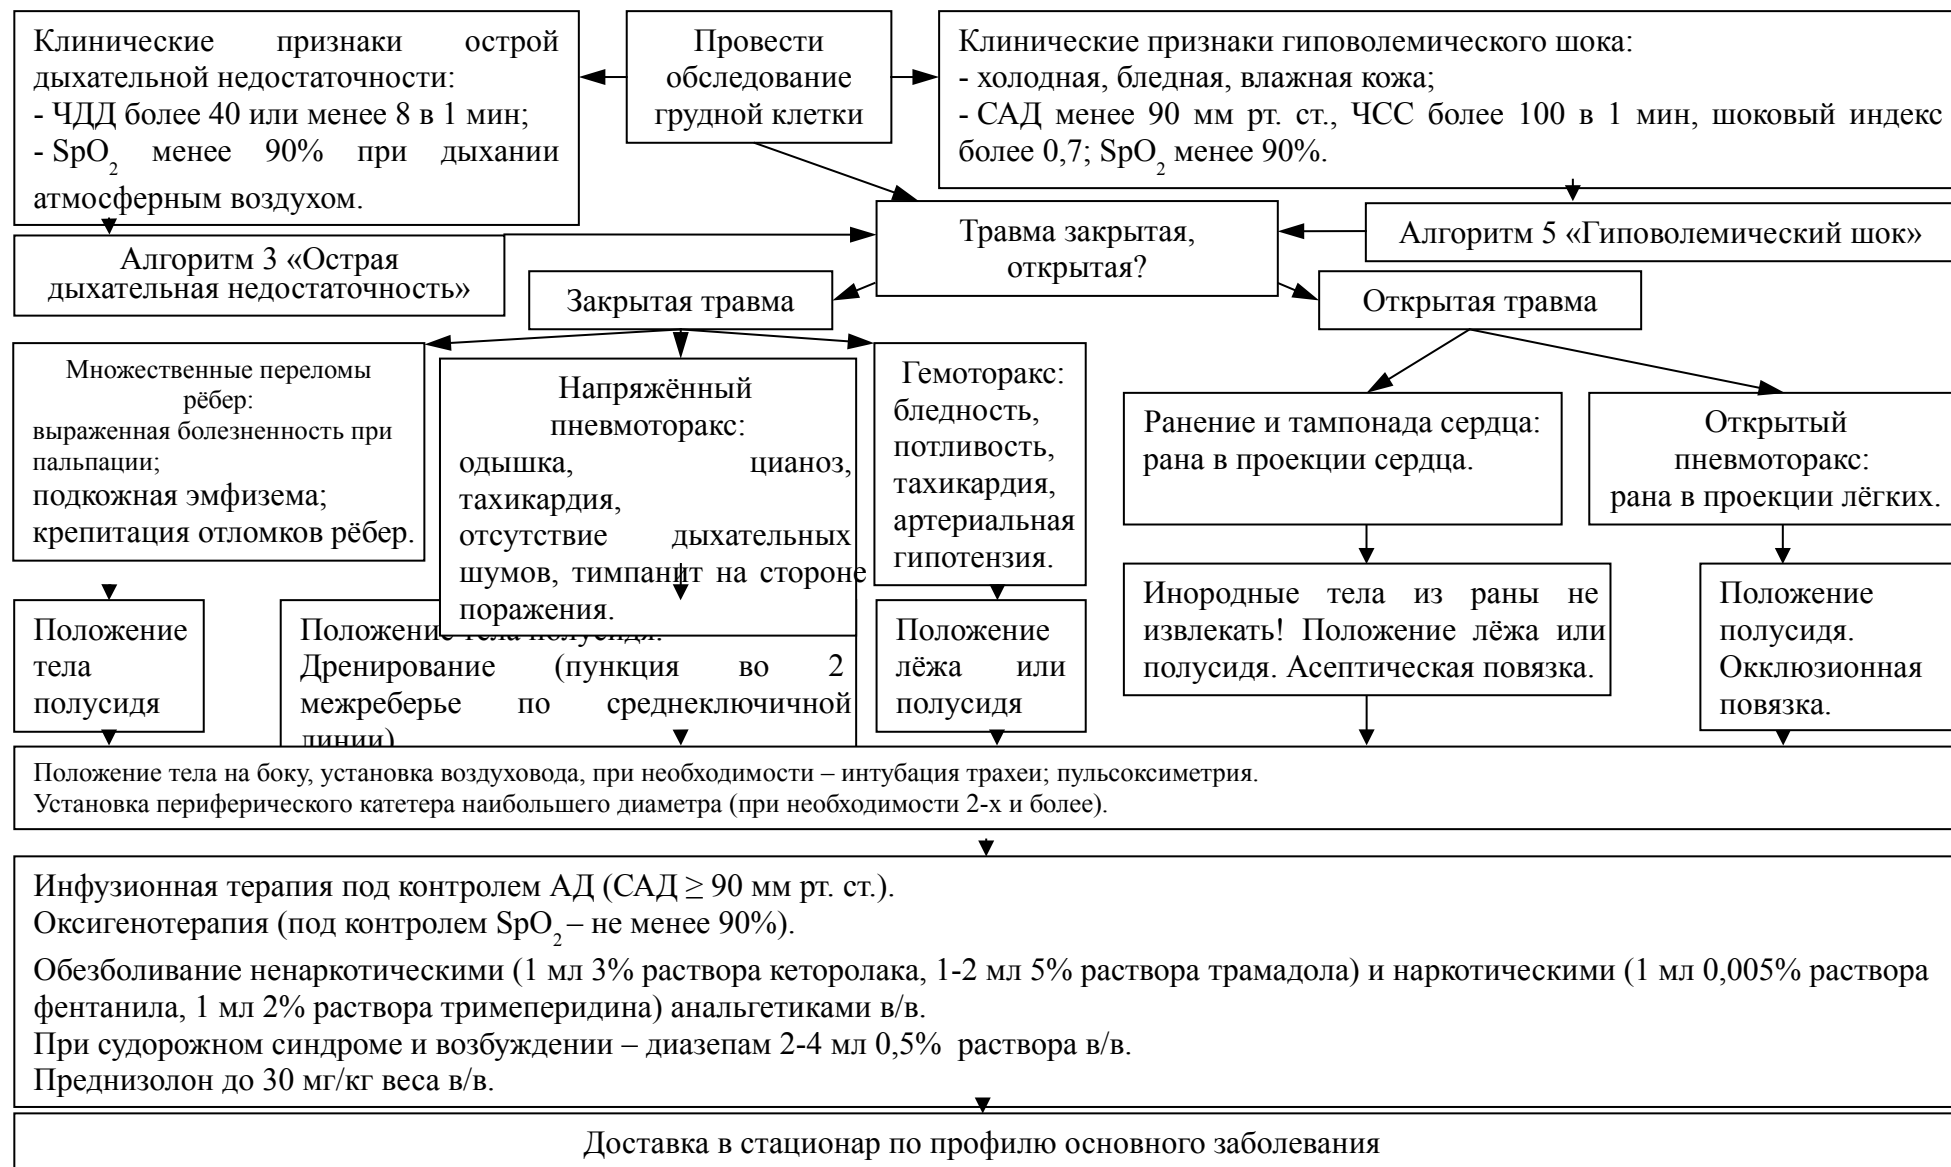 Клинические признаки острой
дыхательной недостаточности:
- ЧДД более 40 или менее 8 в 1 мин;
- SpO2 менее 90% при дыхании
атмосферным воздухом.
Провести
обследование
грудной клетки
Клинические признаки гиповолемического шока:
- холодная, бледная, влажная кожа;
- САД менее 90 мм рт. ст., ЧСС более 100 в 1 мин, шоковый индекс
более 0,7; SpO2 менее 90%.
Алгоритм 3 «Острая
дыхательная недостаточность»
Травма закрытая,
открытая?
Алгоритм 5 «Гиповолемический шок»
Закрытая травма
Открытая травма
Множественные переломы
рёбер:
выраженная болезненность при
пальпации;
подкожная эмфизема;
крепитация отломков рёбер.
Напряжённый
пневмоторакс:
одышка, цианоз,
тахикардия,
отсутствие дыхательных
шумов, тимпанит на стороне
поражения.
Гемоторакс:
бледность,
потливость,
тахикардия,
артериальная
гипотензия.
Ранение и тампонада сердца:
рана в проекции сердца.
Открытый
пневмоторакс:
рана в проекции лёгких.
Положение
тела
полусидя
Положение тела полусидя.
Дренирование (пункция во 2
межреберье по среднеключичной
линии)
Положение
лёжа или
полусидя
Инородные тела из раны не
извлекать! Положение лёжа или
полусидя. Асептическая повязка.
Положение
полусидя.
Окклюзионная
повязка.
Положение тела на боку, установка воздуховода, при необходимости – интубация трахеи; пульсоксиметрия.
Установка периферического катетера наибольшего диаметра (при необходимости 2-х и более).
Инфузионная терапия под контролем АД (САД ≥ 90 мм рт. ст.).
Оксигенотерапия (под контролем SpO2 – не менее 90%).
Обезболивание ненаркотическими (1 мл 3% раствора кеторолака, 1-2 мл 5% раствора трамадола) и наркотическими (1 мл 0,005% раствора
фентанила, 1 мл 2% раствора тримеперидина) анальгетиками в/в.
При судорожном синдроме и возбуждении – диазепам 2-4 мл 0,5% раствора в/в.
Преднизолон до 30 мг/кг веса в/в.
Доставка в стационар по профилю основного заболевания